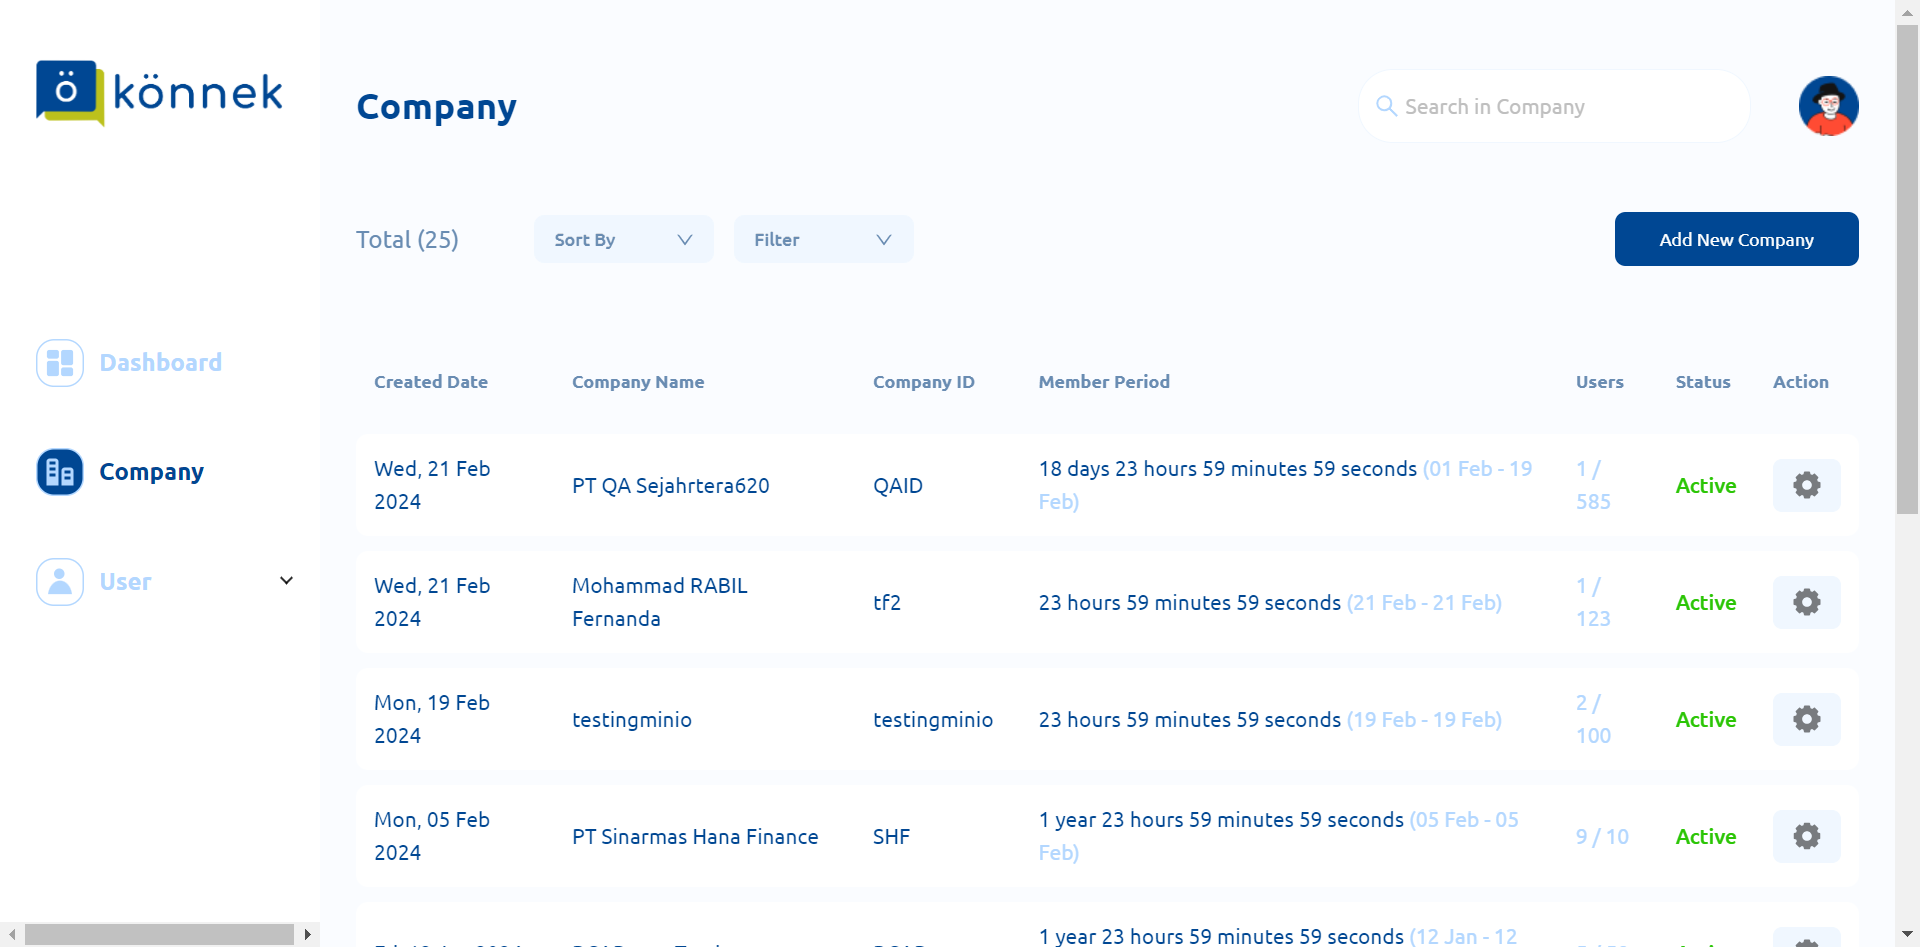 ö könnek
Company
Search in Company
Total (25)
Sort By
Filter
Add New Company
Dashboard
Company
User
Created Date
Company Name
Company ID
Member Period
Users
Status
Action
Wed, 21 Feb
2024
PT QA Sejahrtera620
QAID
18 days 23 hours 59 minutes 59 seconds (01 Feb - 19
Feb)
1 /
585
Active
Wed, 21 Feb
2024
Mohammad RABIL
Fernanda
tf2
23 hours 59 minutes 59 seconds (21 Feb - 21 Feb)
1 /
123
Active
Mon, 19 Feb
2024
testingminio
testingminio
23 hours 59 minutes 59 seconds (19 Feb - 19 Feb)
2 /
100
Active
Mon, 05 Feb
2024
PT Sinarmas Hana Finance
SHF
1 year 23 hours 59 minutes 59 seconds (05 Feb - 05
Feb)
9 / 10
Active
1 year 23 hours 59 minutes 59 seconds (12 Jan - 12